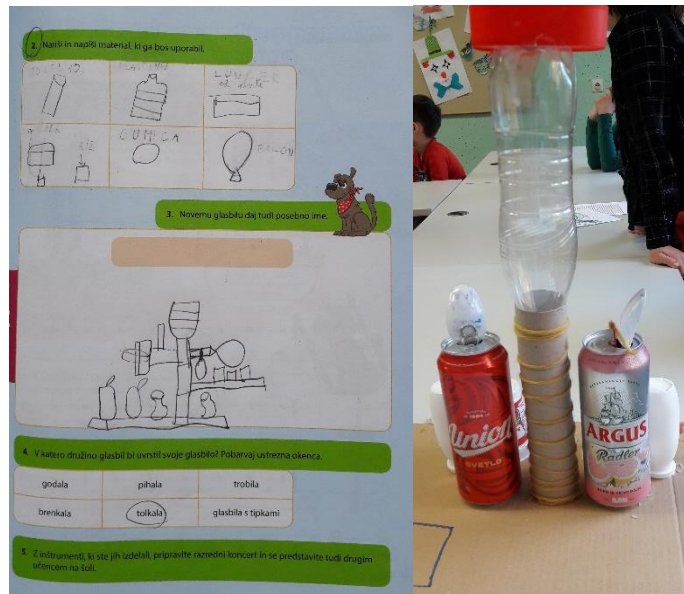 2. Nariši in napiši material, ki ga boš uporabil.
GUMICA
BALON
3. Novemu glasbilu daj tudi posebno ime.
4. V katero družino glasbil bi uvrstil svoje glasbilo? Pobarvaj ustrezna okenca.
godala pihala trobila
brenkala tolkala glasbila s tipkami
5. Z inštrumenti, ki ste jih izdelali, pripravite razredni koncert in se predstavite tudi drugim
učencem na šoli.
Union
SVETLO
ARGUS
Radler